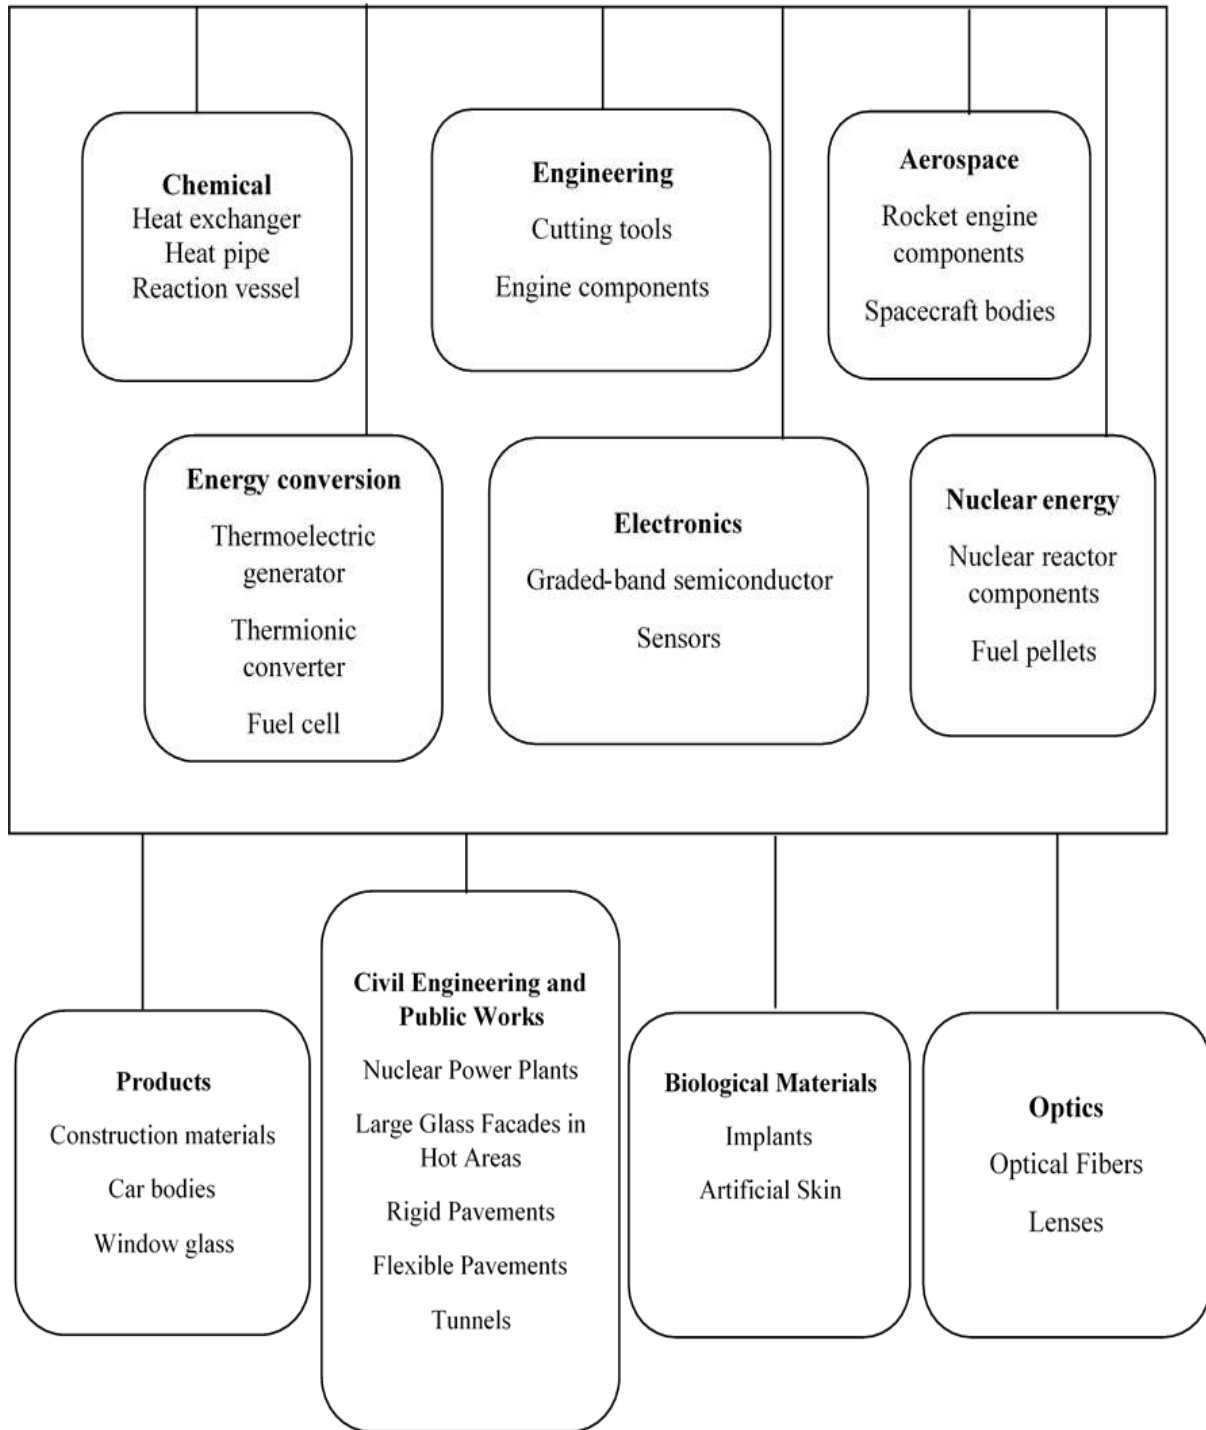 Chemical
Heat exchanger
Heat pipe
Reaction vessel
Engineering
Cutting tools
Engine components
Aerospace
Rocket engine
components
Spacecraft bodies
Energy conversion
Thermoelectric
generator
Thermionic
converter
Fuel cell
Electronics
Graded-band semiconductor
Sensors
Nuclear energy
Nuclear reactor
components
Fuel pellets
Products
Construction materials
Car bodies
Window glass
Civil Engineering and
Public Works
Nuclear Power Plants
Large Glass Facades in
Hot Areas
Rigid Pavements
Flexible Pavements
Tunnels
Biological Materials
Implants
Artificial Skin
Optics
Optical Fibers
Lenses